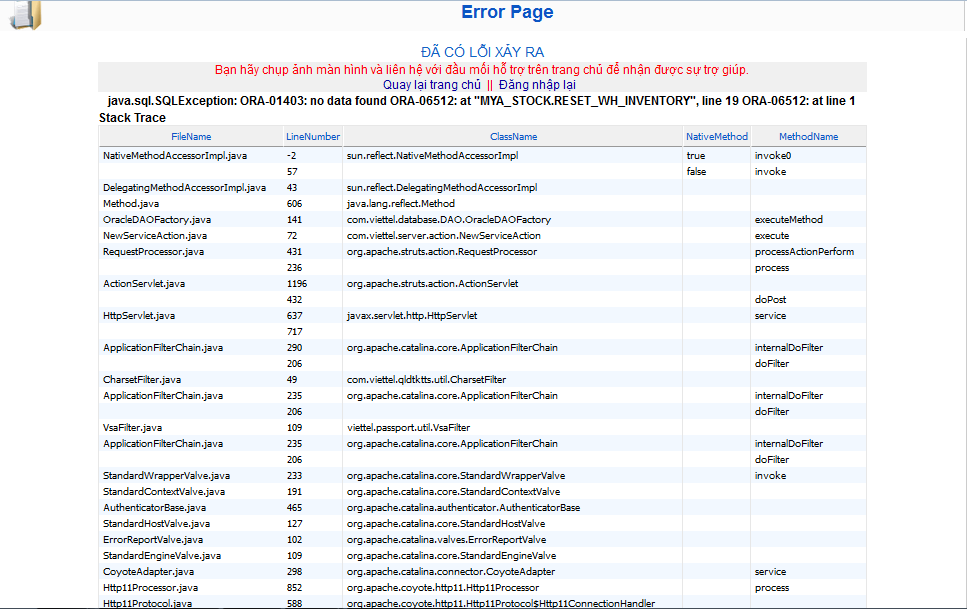 Error Page
ĐÃ CÓ LỖI XẢY RA
Bạn hãy chụp ảnh màn hình và liên hệ với đầu mối hỗ trợ trên trang chủ để nhận được sự trợ giúp.
Quay lại trang chủ || Đăng nhập lại
java.sql.SQLException: ORA-01403: no data found ORA-06512: at "MYA_STOCK.RESET_WH_INVENTORY", line 19 ORA-06512: at line 1
Stack Trace
FileName LineNumber ClassName NativeMethod MethodName
NativeMethodAccessorImpl.java -2 sun.reflect.NativeMethodAccessorImpl true invoke0
57 false invoke
DelegatingMethodAccessorImpl.java 43 sun.reflect.DelegatingMethodAccessorImpl
Method.java 606 java.lang.reflect.Method
OracleDAOFactory.java 141 com.viettel.database.DAO.OracleDAOFactory executeMethod
NewServiceAction.java 72 com.viettel.server.action.NewServiceAction execute
RequestProcessor.java 431 org.apache.struts.action.RequestProcessor processActionPerform
236 process
ActionServlet.java 1196 org.apache.struts.action.ActionServlet
432 doPost
HttpServlet.java 637 javax.servlet.http.HttpServlet service
717
ApplicationFilterChain.java 290 org.apache.catalina.core.ApplicationFilterChain internalDoFilter
206 doFilter
CharsetFilter.java 49 com.viettel.qldtktts.util.CharsetFilter
ApplicationFilterChain.java 235 org.apache.catalina.core.ApplicationFilterChain internalDoFilter
206 doFilter
VsaFilter.java 109 viettel.passport.util.VsaFilter
ApplicationFilterChain.java 235 org.apache.catalina.core.ApplicationFilterChain internalDoFilter
206 doFilter
StandardWrapperValve.java 233 org.apache.catalina.core.StandardWrapperValve invoke
StandardContextValve.java 191 org.apache.catalina.core.StandardContextValve
AuthenticatorBase.java 465 org.apache.catalina.authenticator.AuthenticatorBase
StandardHostValve.java 127 org.apache.catalina.core.StandardHostValve
ErrorReportValve.java 102 org.apache.catalina.valves.ErrorReportValve
StandardEngineValve.java 109 org.apache.catalina.core.StandardEngineValve
CoyoteAdapter.java 298 org.apache.catalina.connector.CoyoteAdapter service
Http11Processor.java 852 org.apache.coyote.http11.Http11Processor process
Http11Protocol.java 588 org.apache.coyote.http11.Http11Protocol$Http11ConnectionHandler